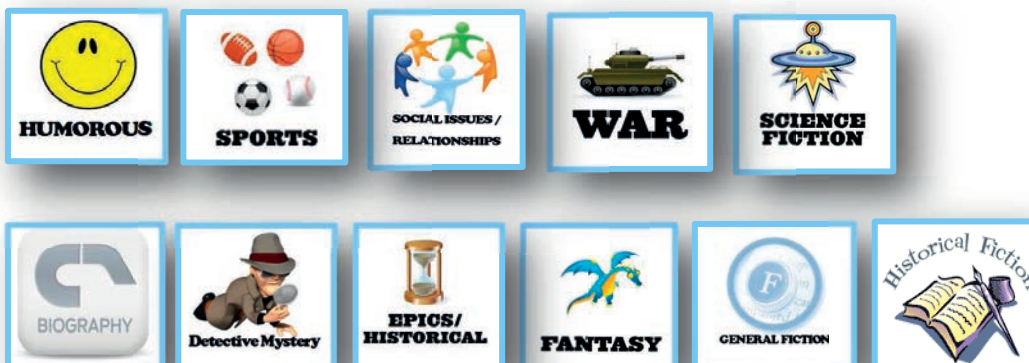 HUMOROUS
SPORTS
SOCIAL ISSUES /
RELATIONSHIPS
WAR
SCIENCE
FICTION
BIOGRAPHY
Detective Mystery
EPICS/
HISTORICAL
FANTASY
F
GENERAL FICTION
Historical Fiction